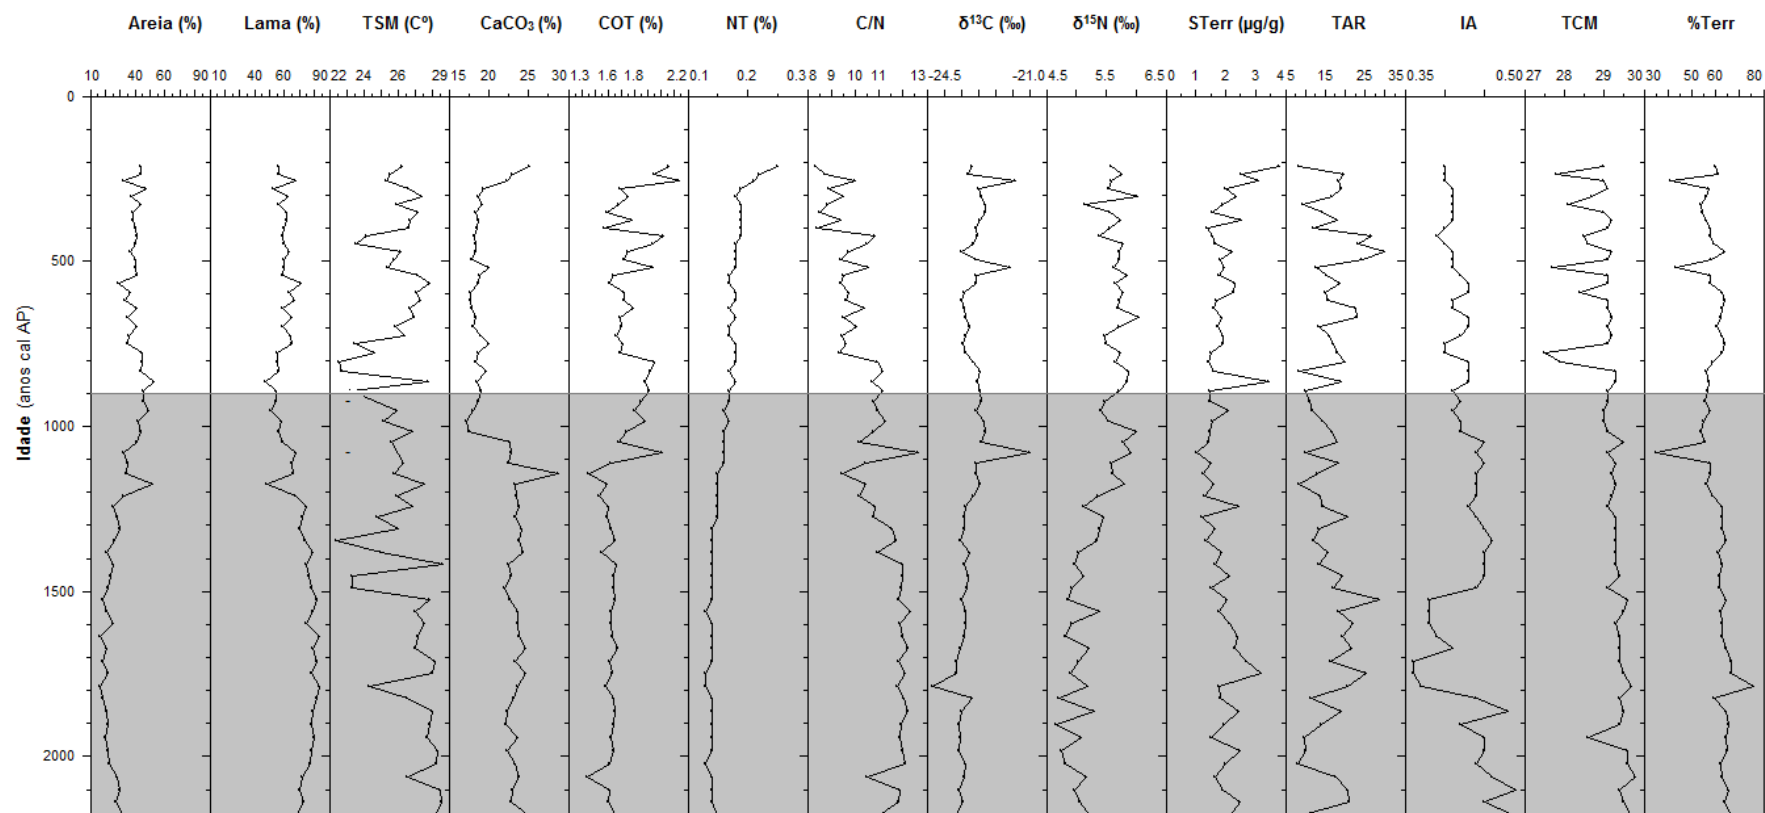 Areia (%) Lama (%) TSM (Cº) CaCO₃ (%) COT (%) NT (%) C/N δ¹³C (‰) δ¹⁵N (‰) STerr (µg/g) TAR IA TCM %Terr
10 40 60 90 10 40 60 90 22 24 26 29 15 20 25 30 1.3 1.6 1.8 2.2 0.1 0.2 0.3 8 9 10 11 13 -24.5 -21.0 4.5 5.5 6.5 0 1 2 3 4 5 15 25 35 0.35 0.50 27 28 29 30 30 50 60 80
0
500
1000
1500
2000
Idade (anos cal AP)